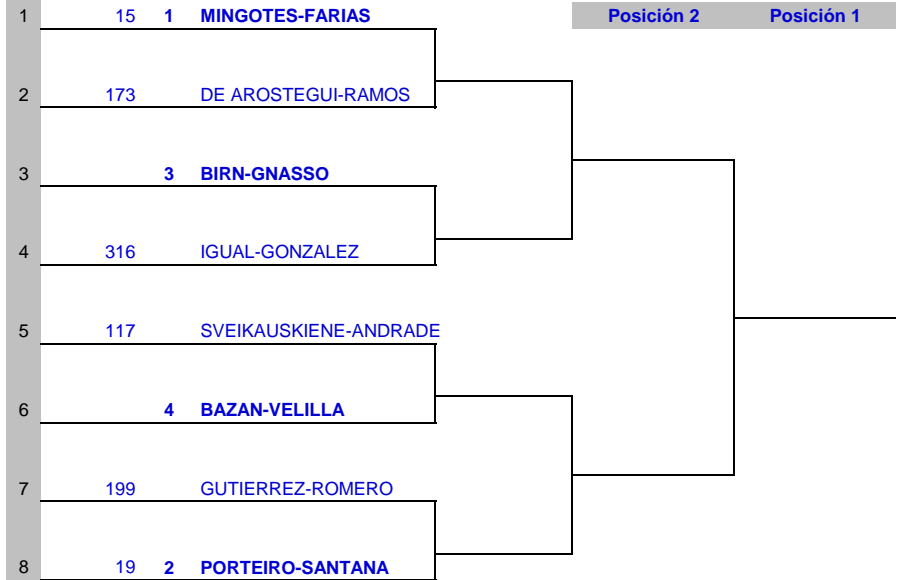 1 15 1 MINGOTES-FARIAS Posición 2 Posición 1
2 173 DE AROSTEGUI-RAMOS
3 3 BIRN-GNASSO
4 316 IGUAL-GONZALEZ
5 117 SVEIKAUSKIENE-ANDRADE
6 4 BAZAN-VELILLA
7 199 GUTIERREZ-ROMERO
8 19 2 PORTEIRO-SANTANA